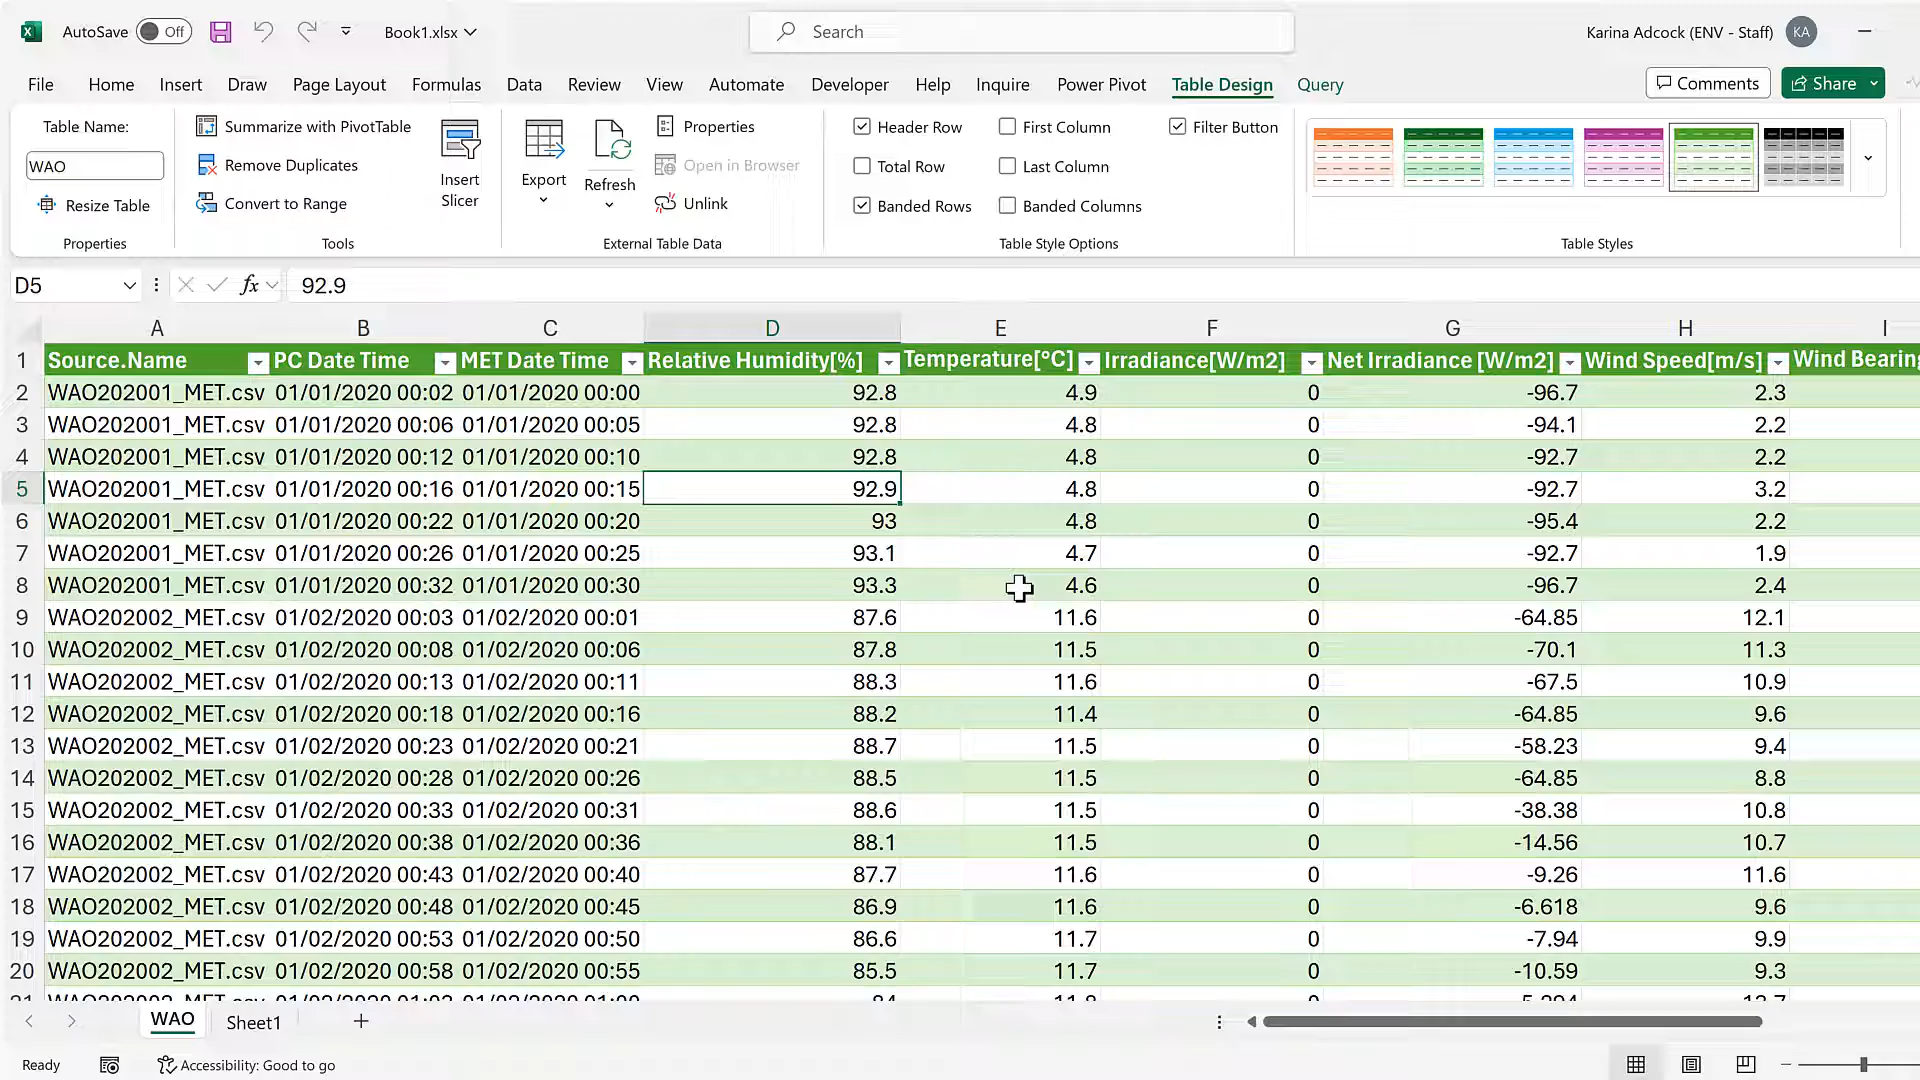 AutoSave Off Book1.xlsx Search Karina Adcock (ENV - Staff) KA
File Home Insert Draw Page Layout Formulas Data Review View Automate Developer Help Inquire Power Pivot Table Design Query Comments Share
Table Name:
WAO
Resize Table
Properties
Summarize with PivotTable
Remove Duplicates
Convert to Range
Tools
Insert
Slicer
Export
Refresh
Properties
Open in Browser
Unlink
External Table Data
Header Row First Column Filter Button
Total Row Last Column
Banded Rows Banded Columns
Table Style Options
Table Styles
D5 fx 92.9
A B C D E F G H I
1 Source.Name PC Date Time MET Date Time Relative Humidity[%] Temperature[°C] Irradiance[W/m2] Net Irradiance [W/m2] Wind Speed[m/s] Wind Bearing
2 WAO202001_MET.csv 01/01/2020 00:02 01/01/2020 00:00 92.8 4.9 0 -96.7 2.3
3 WAO202001_MET.csv 01/01/2020 00:06 01/01/2020 00:05 92.8 4.8 0 -94.1 2.2
4 WAO202001_MET.csv 01/01/2020 00:12 01/01/2020 00:10 92.8 4.8 0 -92.7 2.2
5 WAO202001_MET.csv 01/01/2020 00:16 01/01/2020 00:15 92.9 4.8 0 -92.7 3.2
6 WAO202001_MET.csv 01/01/2020 00:22 01/01/2020 00:20 93 4.8 0 -95.4 2.2
7 WAO202001_MET.csv 01/01/2020 00:26 01/01/2020 00:25 93.1 4.7 0 -92.7 1.9
8 WAO202001_MET.csv 01/01/2020 00:32 01/01/2020 00:30 93.3 4.6 0 -96.7 2.4
9 WAO202002_MET.csv 01/02/2020 00:03 01/02/2020 00:01 87.6 11.6 0 -64.85 12.1
10 WAO202002_MET.csv 01/02/2020 00:08 01/02/2020 00:06 87.8 11.5 0 -70.1 11.3
11 WAO202002_MET.csv 01/02/2020 00:13 01/02/2020 00:11 88.3 11.6 0 -67.5 10.9
12 WAO202002_MET.csv 01/02/2020 00:18 01/02/2020 00:16 88.2 11.4 0 -64.85 9.6
13 WAO202002_MET.csv 01/02/2020 00:23 01/02/2020 00:21 88.7 11.5 0 -58.23 9.4
14 WAO202002_MET.csv 01/02/2020 00:28 01/02/2020 00:26 88.5 11.5 0 -64.85 8.8
15 WAO202002_MET.csv 01/02/2020 00:33 01/02/2020 00:31 88.6 11.5 0 -38.38 10.8
16 WAO202002_MET.csv 01/02/2020 00:38 01/02/2020 00:36 88.1 11.5 0 -14.56 10.7
17 WAO202002_MET.csv 01/02/2020 00:43 01/02/2020 00:40 87.7 11.6 0 -9.26 11.6
18 WAO202002_MET.csv 01/02/2020 00:48 01/02/2020 00:45 86.9 11.6 0 -6.618 9.6
19 WAO202002_MET.csv 01/02/2020 00:53 01/02/2020 00:50 86.6 11.7 0 -7.94 9.9
20 WAO202002_MET.csv 01/02/2020 00:58 01/02/2020 00:55 85.5 11.7 0 -10.59 9.3
WAO Sheet1
Ready Accessibility: Good to go